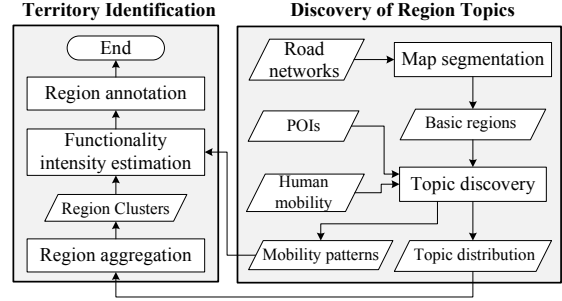 Territory Identification
End
Region annotation
Functionality
intensity estimation
Region Clusters
Region aggregation
Discovery of Region Topics
Road
networks
Map segmentation
POIs
Basic regions
Human
mobility
Topic discovery
Mobility patterns
Topic distribution